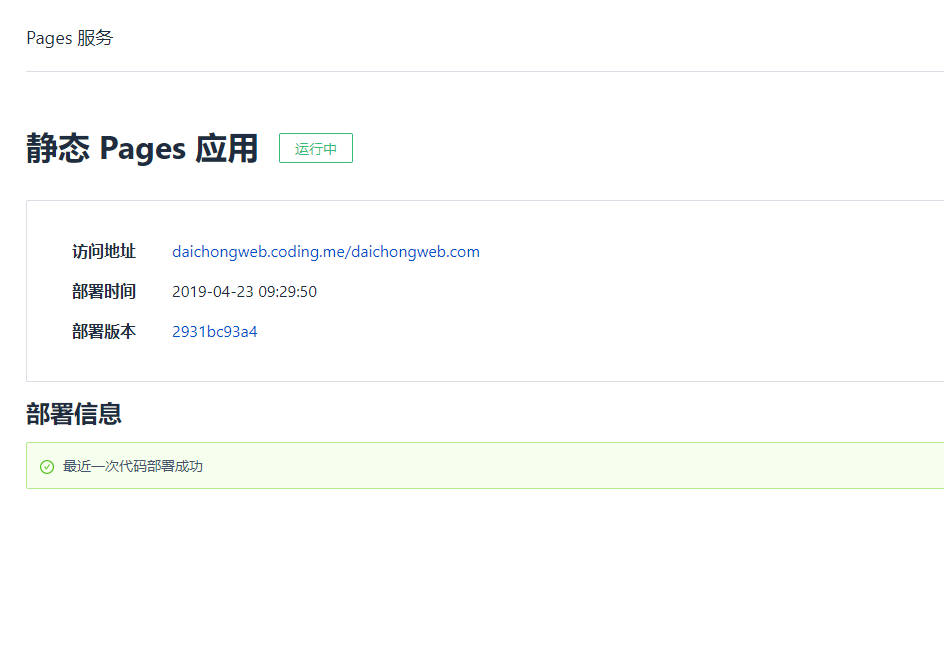 Pages 服务
静态 Pages 应用 运行中
访问地址 daichongweb.coding.me/daichongweb.com
部署时间 2019-04-23 09:29:50
部署版本 2931bc93a4
部署信息
最近一次代码部署成功